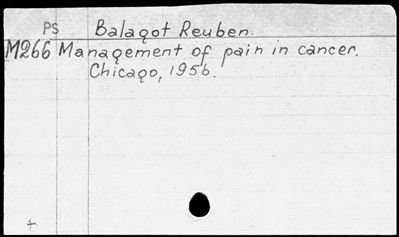 PS Balagot Reuben.
M266 Management of pain in cancer.
Chicago, 1956.
+